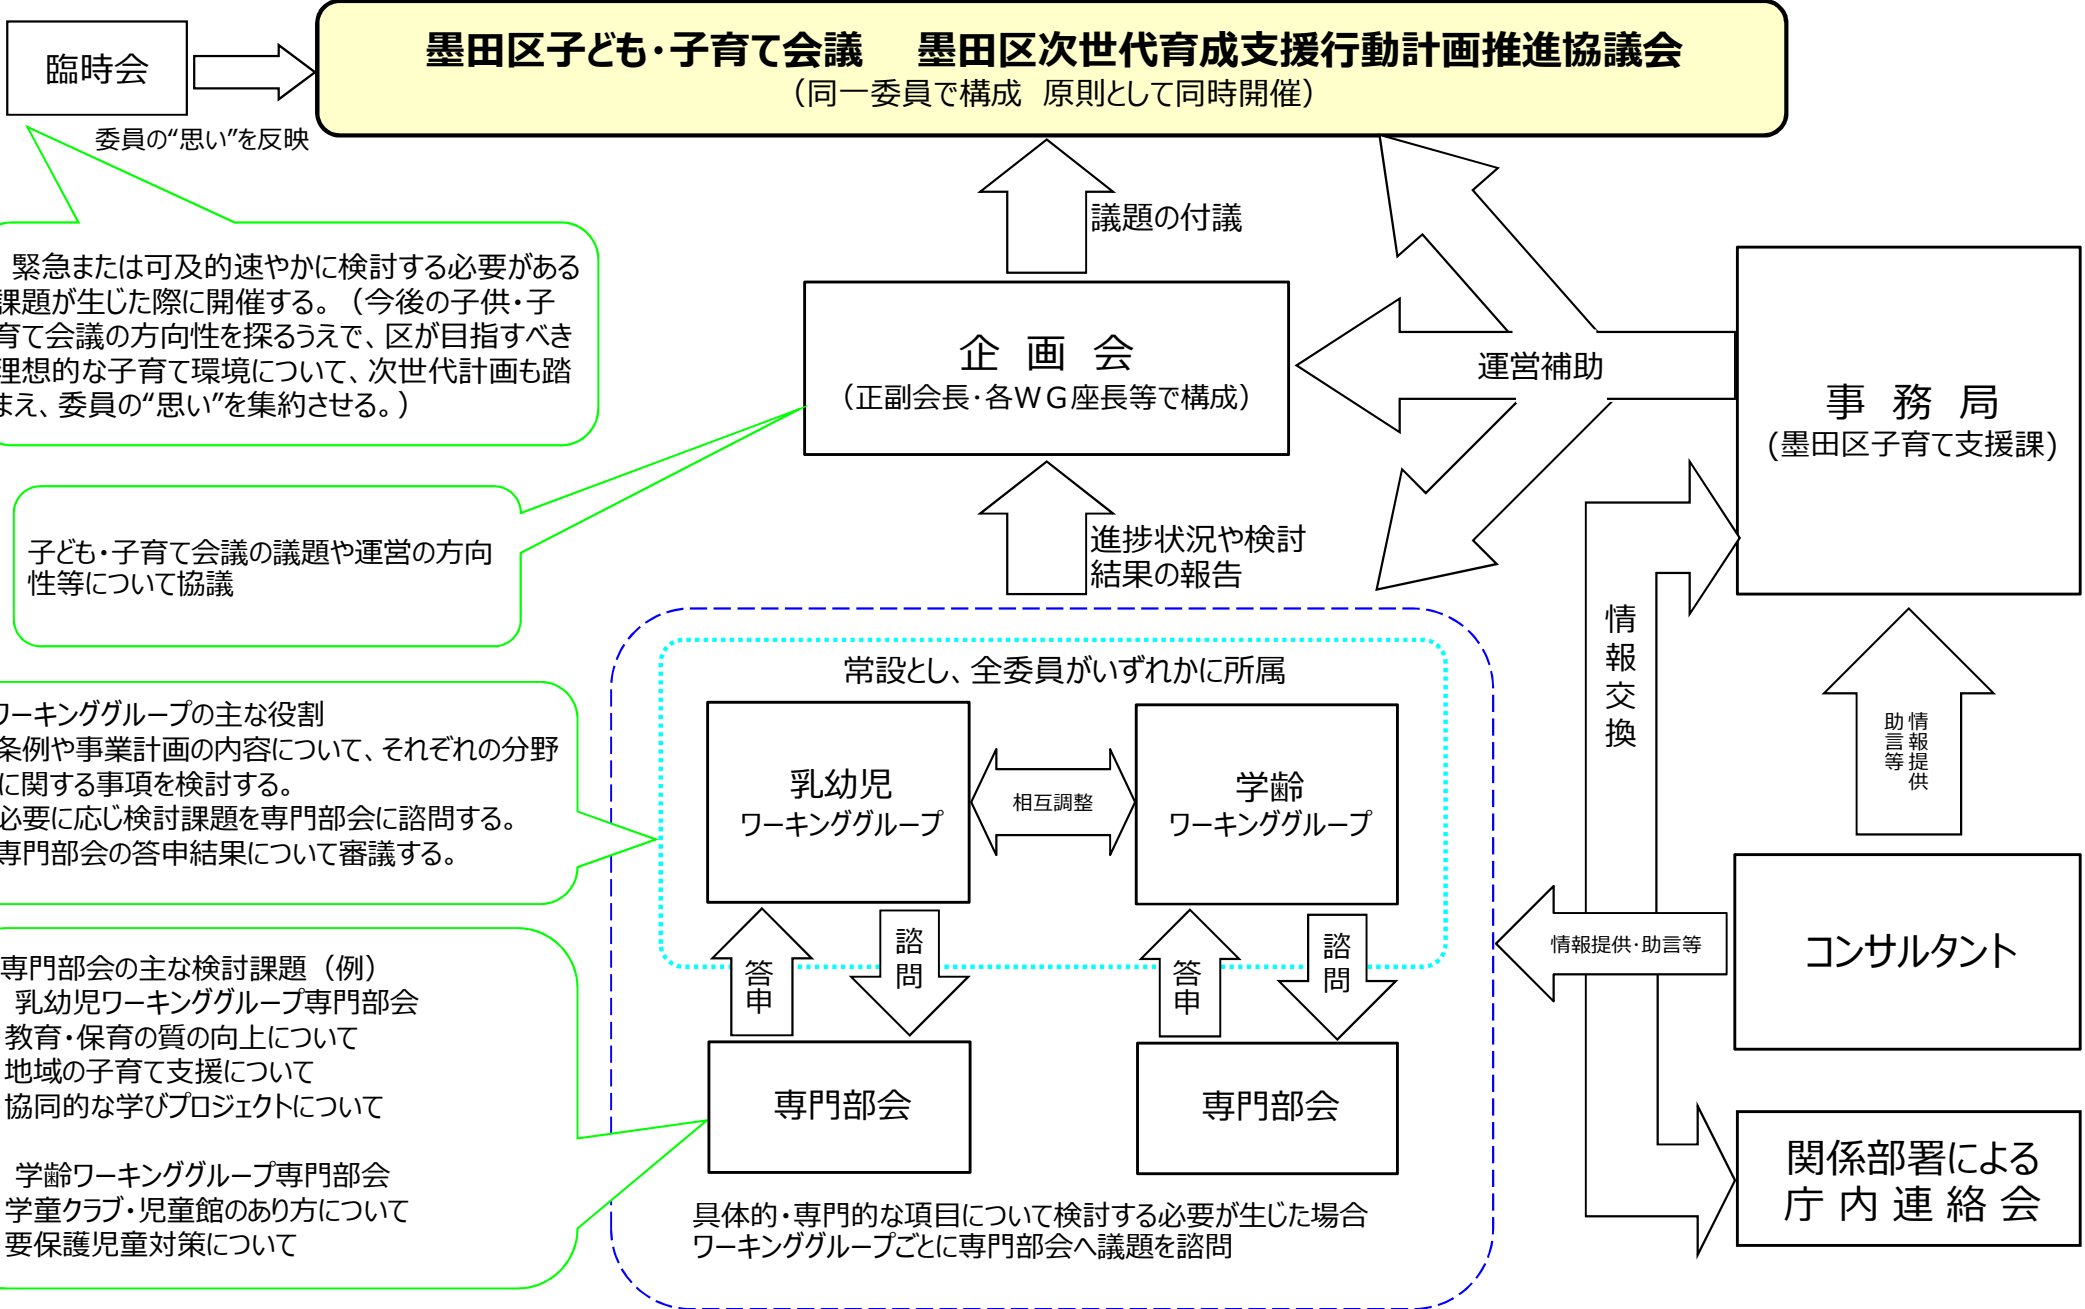 臨時会
墨田区子ども・子育て会議　墨田区次世代育成支援行動計画推進協議会
（同一委員で構成　原則として同時開催）
委員の“思い”を反映
議題の付議
緊急または可及的速やかに検討する必要がある
課題が生じた際に開催する。（今後の子供・子
育て会議の方向性を探るうえで、区が目指すべき
理想的な子育て環境について、次世代計画も踏
まえ、委員の“思い”を集約させる。）
企　画　会
（正副会長・各ＷＧ座長等で構成）
運営補助
事　務　局
(墨田区子育て支援課)
子ども・子育て会議の議題や運営の方向
性等について協議
進捗状況や検討
結果の報告
情報交換
情報提供
助言等
常設とし、全委員がいずれかに所属
ワーキンググループの主な役割
条例や事業計画の内容について、それぞれの分野
に関する事項を検討する。
必要に応じ検討課題を専門部会に諮問する。
専門部会の答申結果について審議する。
乳幼児
ワーキンググループ
相互調整
学齢
ワーキンググループ
答申
諮問
答申
諮問
情報提供・助言等
コンサルタント
専門部会の主な検討課題（例）
乳幼児ワーキンググループ専門部会
教育・保育の質の向上について
地域の子育て支援について
協同的な学びプロジェクトについて
学齢ワーキンググループ専門部会
学童クラブ・児童館のあり方について
要保護児童対策について
専門部会
専門部会
関係部署による
庁 内 連 絡 会
具体的・専門的な項目について検討する必要が生じた場合
ワーキンググループごとに専門部会へ議題を諮問